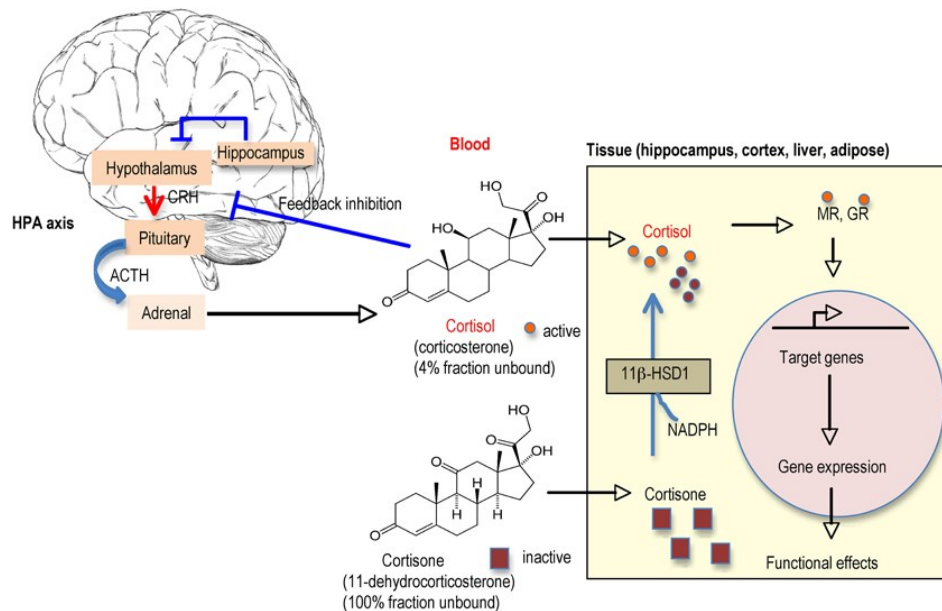 Hypothalamus
Hippocampus
CRH
HPA axis
Pituitary
ACTH
Adrenal
Feedback inhibition
Blood
HO
O
OH
HO
O
Cortisol
active
(corticosterone)
(4% fraction unbound)
HO
O
OH
O
H
H
H
O
Cortisone
inactive
(11-dehydrocorticosterone)
(100% fraction unbound)
Tissue (hippocampus, cortex, liver, adipose)
Cortisol
MR, GR
11β-HSD1
NADPH
Cortisone
Target genes
Gene expression
Functional effects